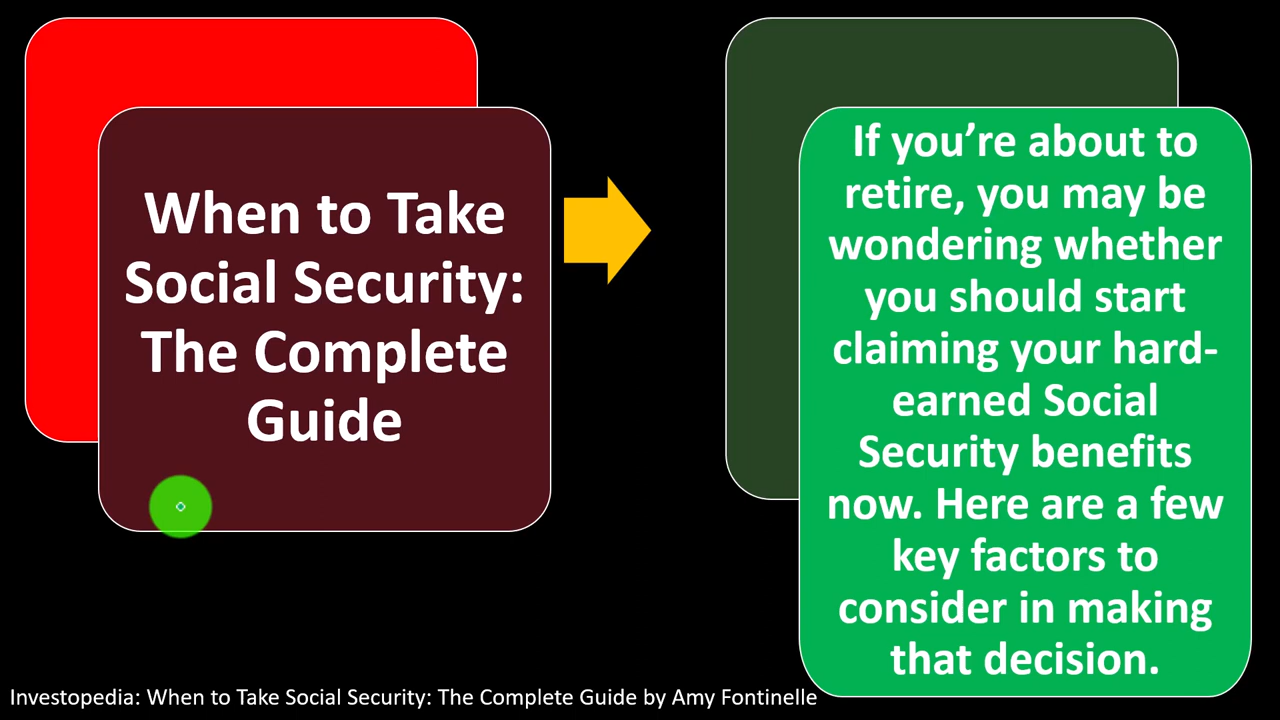 When to Take
Social Security:
The Complete
Guide
If you’re about to
retire, you may be
wondering whether
you should start
claiming your hard-
earned Social
Security benefits
now. Here are a few
key factors to
consider in making
that decision.
Investopedia: When to Take Social Security: The Complete Guide by Amy Fontinelle